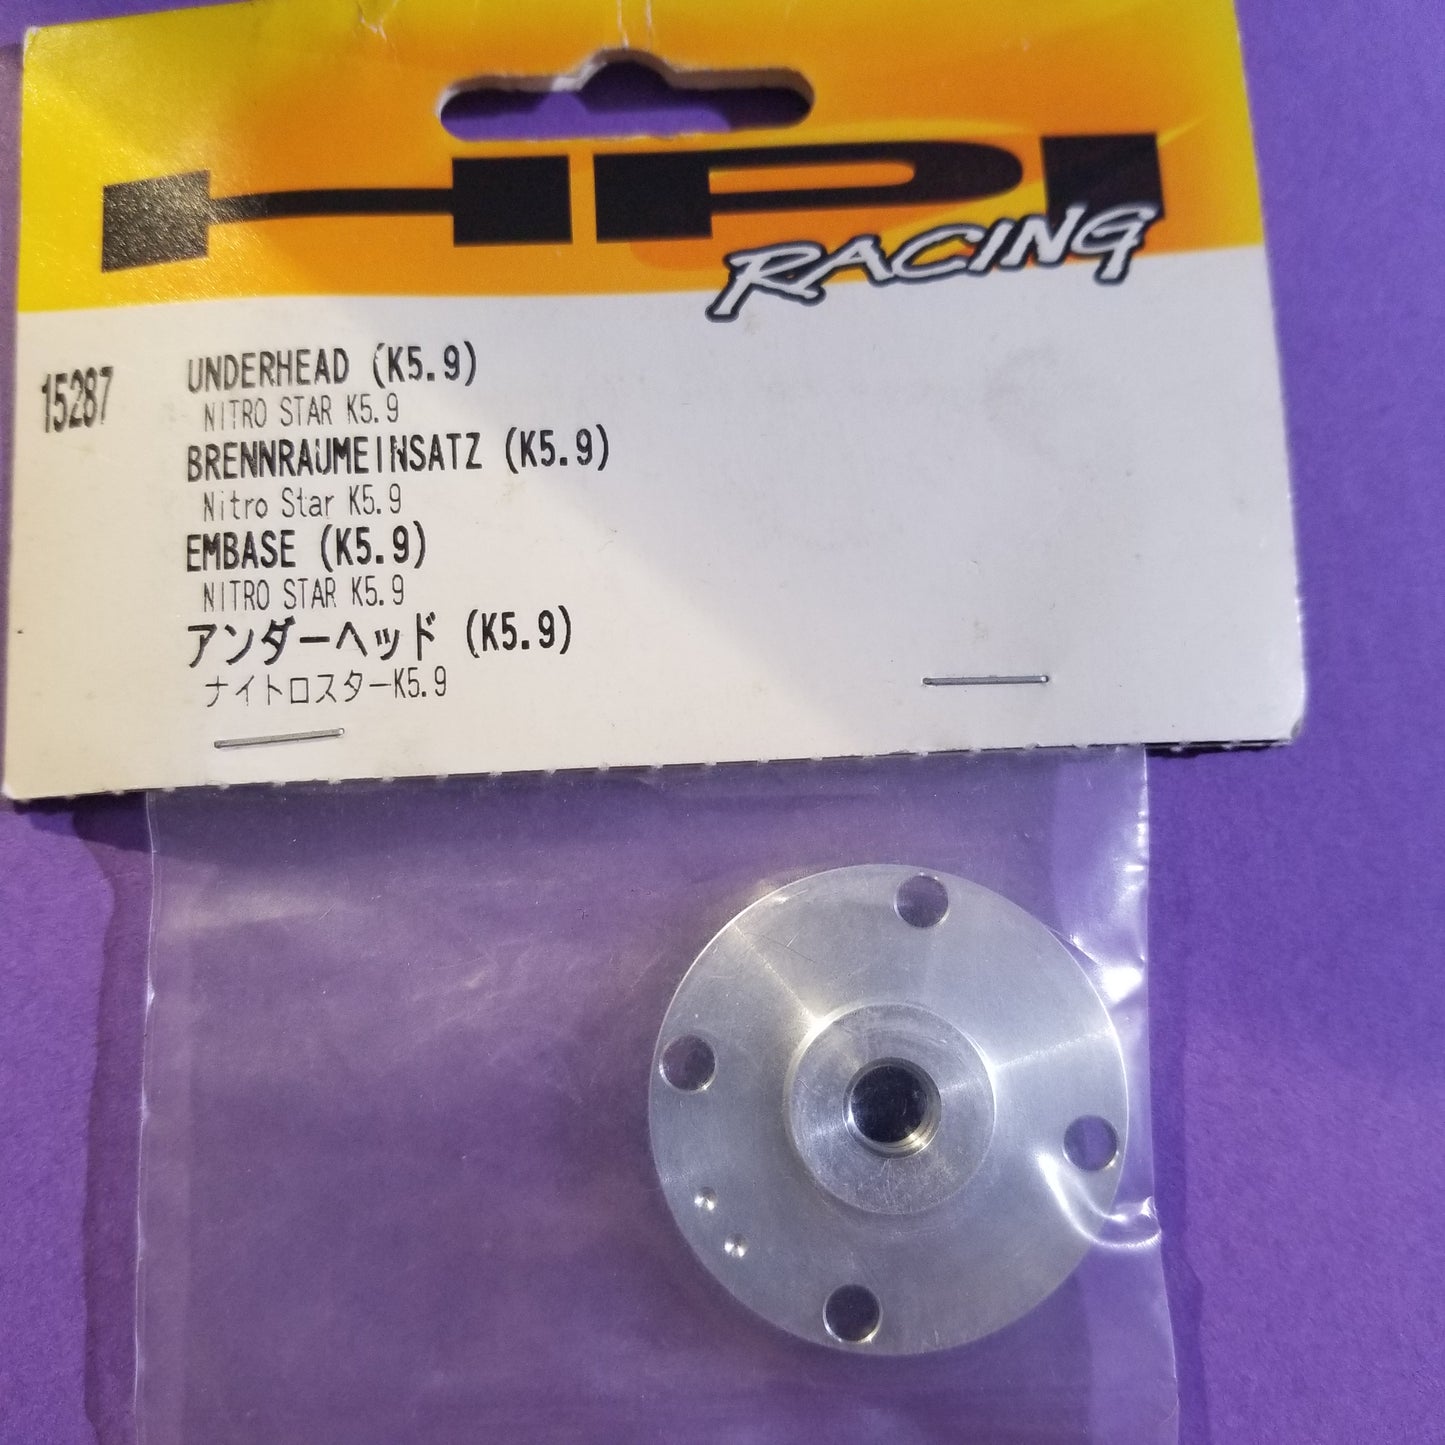 HPI
RACING
15287
UNDERHEAD (K5.9)
NITRO STAR K5.9
BRENNRAUMEINSATZ (K5.9)
Nitro Star K5.9
EMBASE (K5.9)
NITRO STAR K5.9
アンダーヘッド (K5.9)
ナイトロスターK5.9